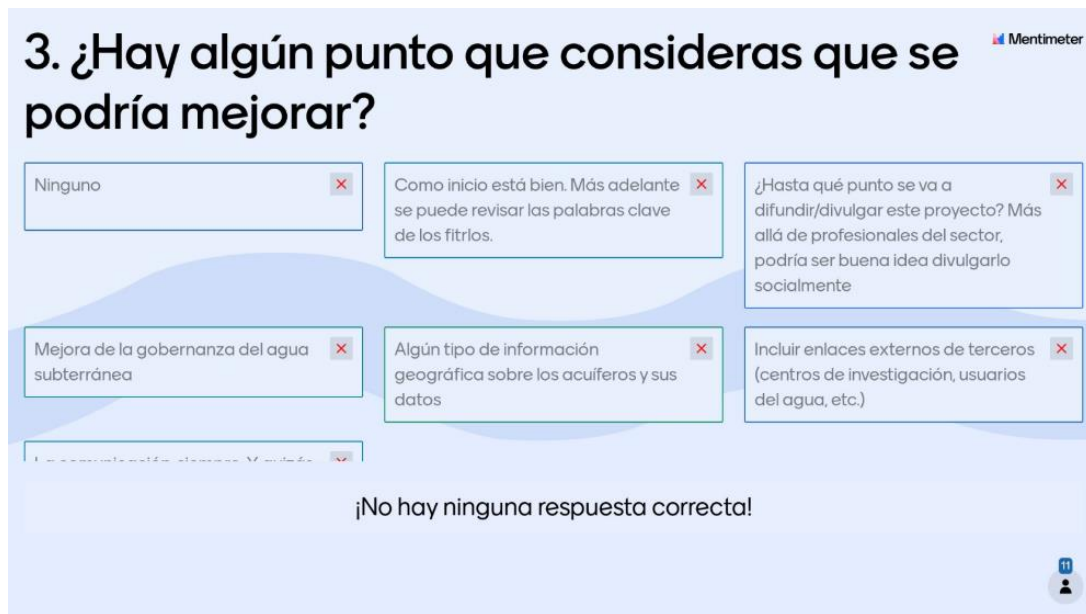 3. ¿Hay algún punto que consideras que se
podría mejorar?
Mentimeter
Ninguno
Como inicio está bien. Más adelante
se puede revisar las palabras clave
de los fitrlos.
¿Hasta qué punto se va a
difundir/divulgar este proyecto? Más
allá de profesionales del sector,
podría ser buena idea divulgarlo
socialmente
Mejora de la gobernanza del agua
subterránea
Algún tipo de información
geográfica sobre los acuíferos y sus
datos
Incluir enlaces externos de terceros
(centros de investigación, usuarios
del agua, etc.)
La comunicación siempre. Y quizás
¡No hay ninguna respuesta correcta!
11